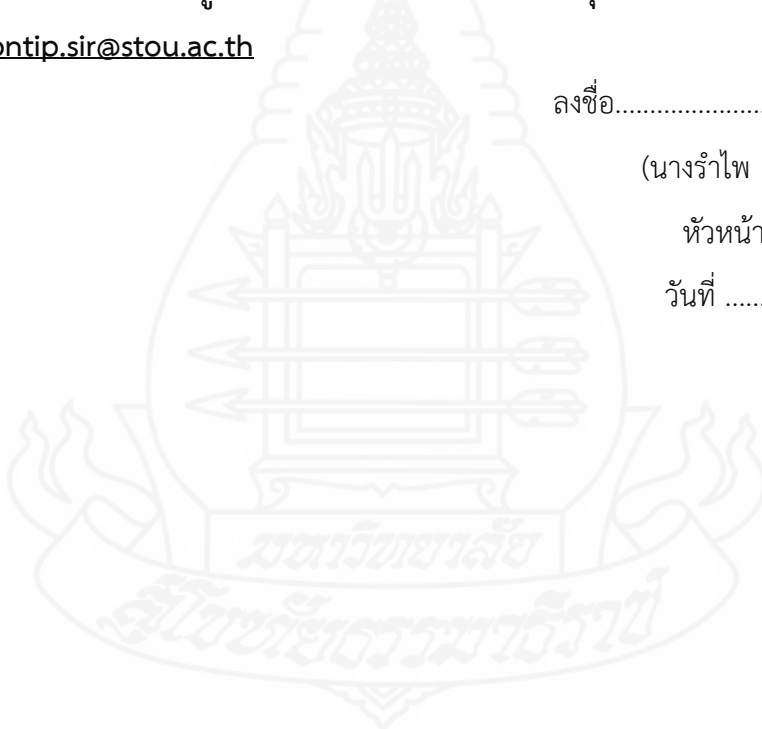 ontip.sir@stou.ac.th
ลงชื่อ.....................
(นางรำไพ
หัวหน้า
วันที่ ......
มหาวิทยาลัย
สุโขทัยธรรมาธิราช